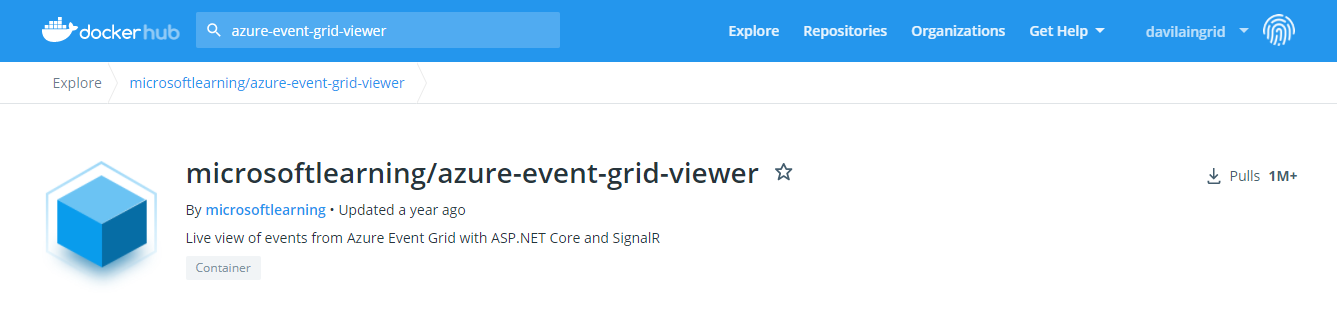 dockerhub azure-event-grid-viewer Explore Repositories Organizations Get Help davilaingrid
Explore microsoftlearning/azure-event-grid-viewer
microsoftlearning/azure-event-grid-viewer
Pulls 1M+
By microsoftlearning • Updated a year ago
Live view of events from Azure Event Grid with ASP.NET Core and SignalR
Container